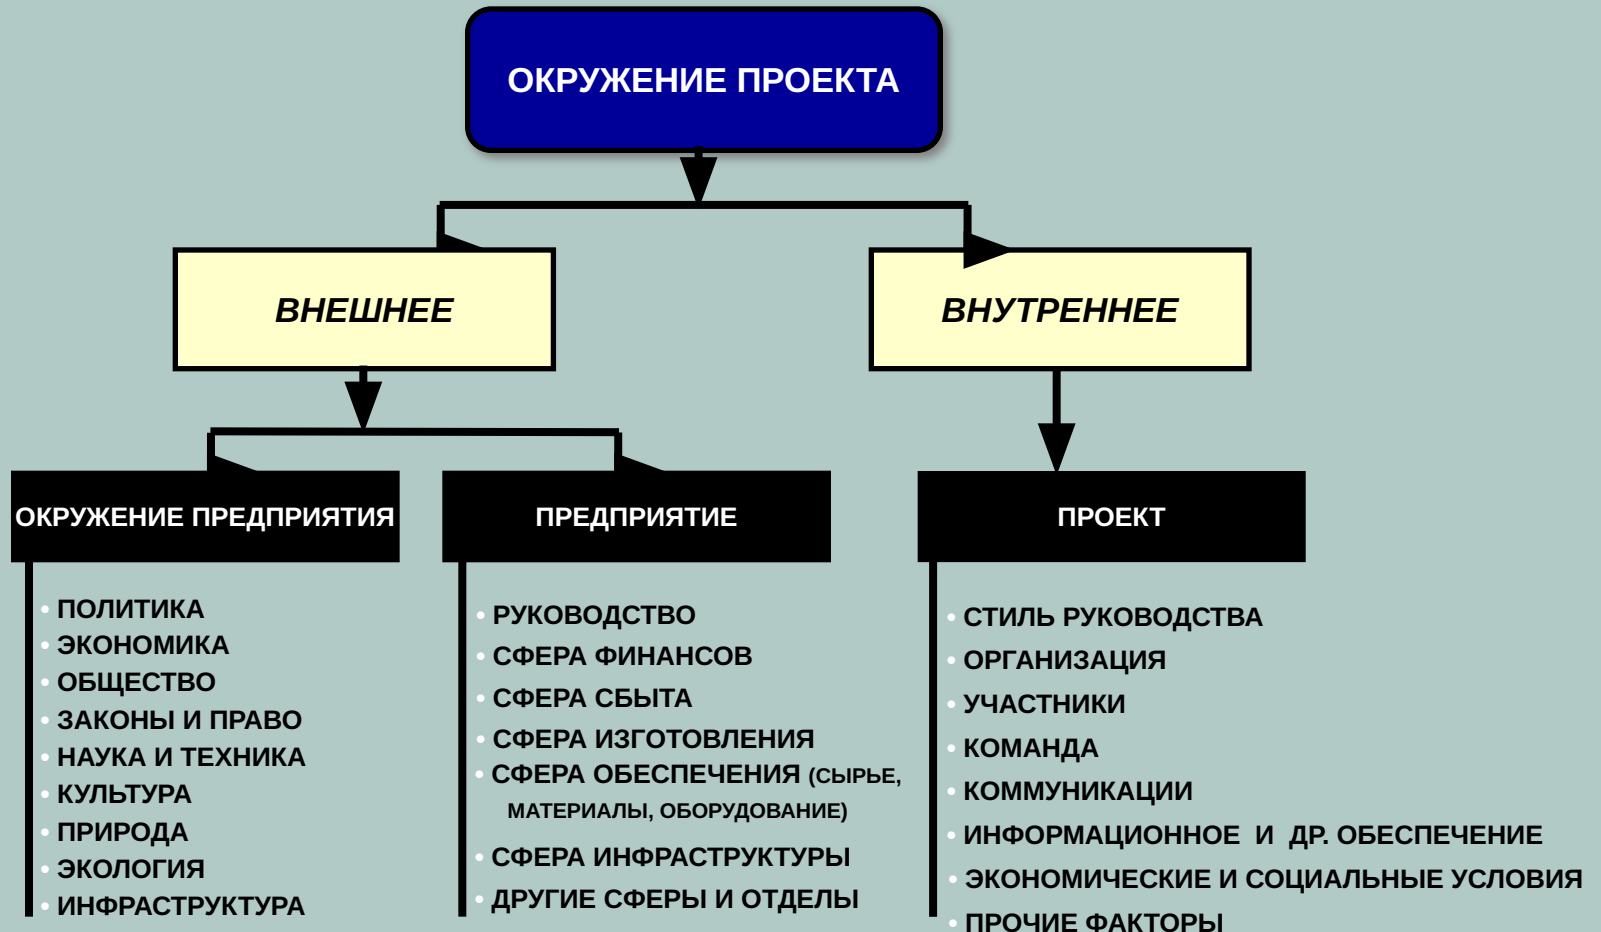 ОКРУЖЕНИЕ ПРОЕКТА
ВНЕШНЕЕ
ВНУТРЕННЕЕ
ОКРУЖЕНИЕ ПРЕДПРИЯТИЯ
• ПОЛИТИКА
• ЭКОНОМИКА
• ОБЩЕСТВО
• ЗАКОНЫ И ПРАВО
• НАУКА И ТЕХНИКА
• КУЛЬТУРА
• ПРИРОДА
• ЭКОЛОГИЯ
• ИНФРАСТРУКТУРА
ПРЕДПРИЯТИЕ
• РУКОВОДСТВО
• СФЕРА ФИНАНСОВ
• СФЕРА СБЫТА
• СФЕРА ИЗГОТОВЛЕНИЯ
• СФЕРА ОБЕСПЕЧЕНИЯ (СЫРЬЕ,
МАТЕРИАЛЫ, ОБОРУДОВАНИЕ)
• СФЕРА ИНФРАСТРУКТУРЫ
• ДРУГИЕ СФЕРЫ И ОТДЕЛЫ
ПРОЕКТ
• СТИЛЬ РУКОВОДСТВА
• ОРГАНИЗАЦИЯ
• УЧАСТНИКИ
• КОМАНДА
• КОММУНИКАЦИИ
• ИНФОРМАЦИОННОЕ И ДР. ОБЕСПЕЧЕНИЕ
• ЭКОНОМИЧЕСКИЕ И СОЦИАЛЬНЫЕ УСЛОВИЯ
• ПРОЧИЕ ФАКТОРЫ